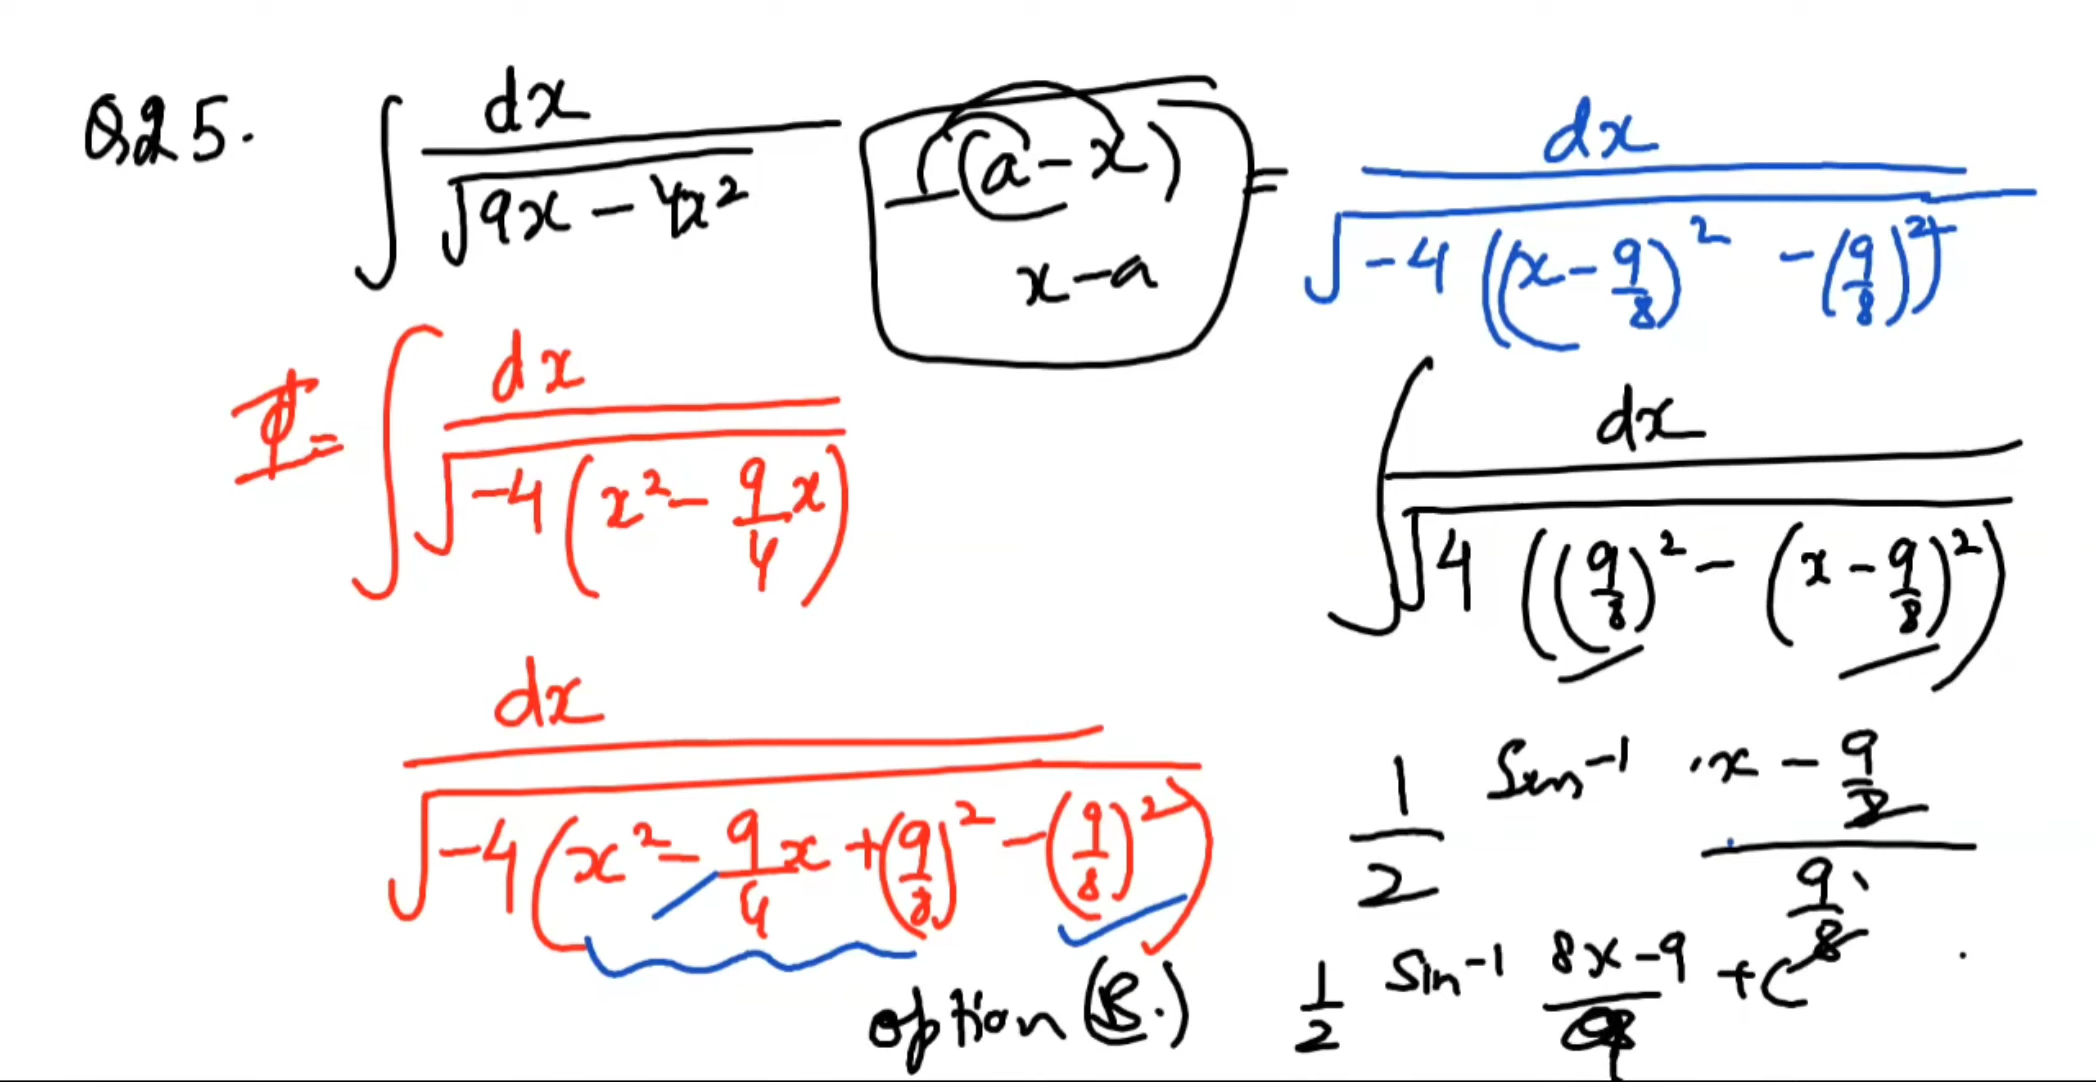 Q25. ∫ dx / √(9x - 4x²)
-(a - x)
x - a
I = ∫ dx / √(-4(x² - 9/4 x))
dx / √(-4(x² - 9/4 x + (9/8)² - (9/8)²))
= dx / √(-4((x - 9/8)² - (9/8)²))
∫ dx / √(4((9/8)² - (x - 9/8)²))
1/2 Sin⁻¹ (x - 9/8) / (9/8)
1/2 Sin⁻¹ (8x - 9)/9 + C
option (B.)